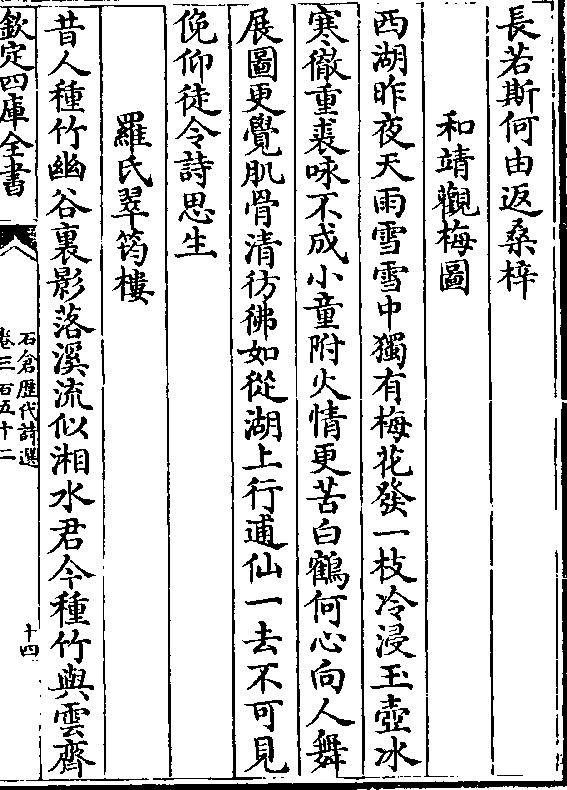 長若斯何由返桑梓
和靖觀梅圖
西湖昨夜天雨雪雪中獨有梅花發一枝冷浸玉壺冰
寒徹重裘咏不成小童附火情更苦白鶴何心向人舞
展圖更覺肌骨清彷彿如從湖上行逋仙一去不可見
俛仰徒令詩思生
羅氏翠筠樓
昔人種竹幽谷裏影落溪流似湘水君今種竹與雲齊
欽定四庫全書
石倉歷代詩選
卷三百五十二
十四